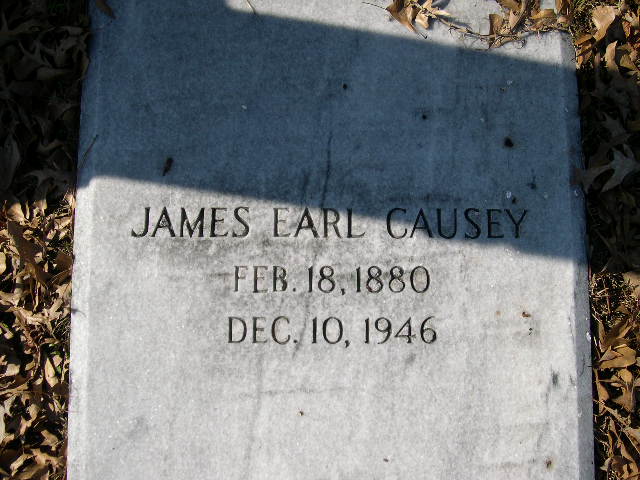 JAMES EARL CAUSEY
FEB. 18, 1880
DEC. 10, 1946